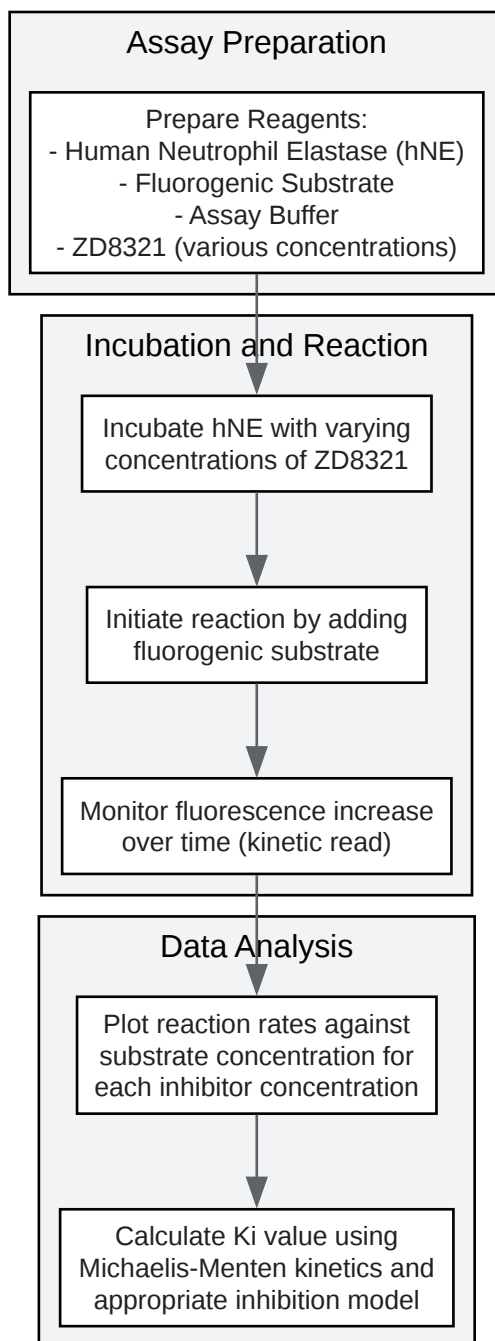 Assay Preparation
Prepare Reagents:
- Human Neutrophil Elastase (hNE)
- Fluorogenic Substrate
- Assay Buffer
- ZD8321 (various concentrations)
Incubation and Reaction
Incubate hNE with varying
concentrations of ZD8321
Initiate reaction by adding
fluorogenic substrate
Monitor fluorescence increase
over time (kinetic read)
Data Analysis
Plot reaction rates against
substrate concentration for
each inhibitor concentration
Calculate Ki value using
Michaelis-Menten kinetics and
appropriate inhibition model